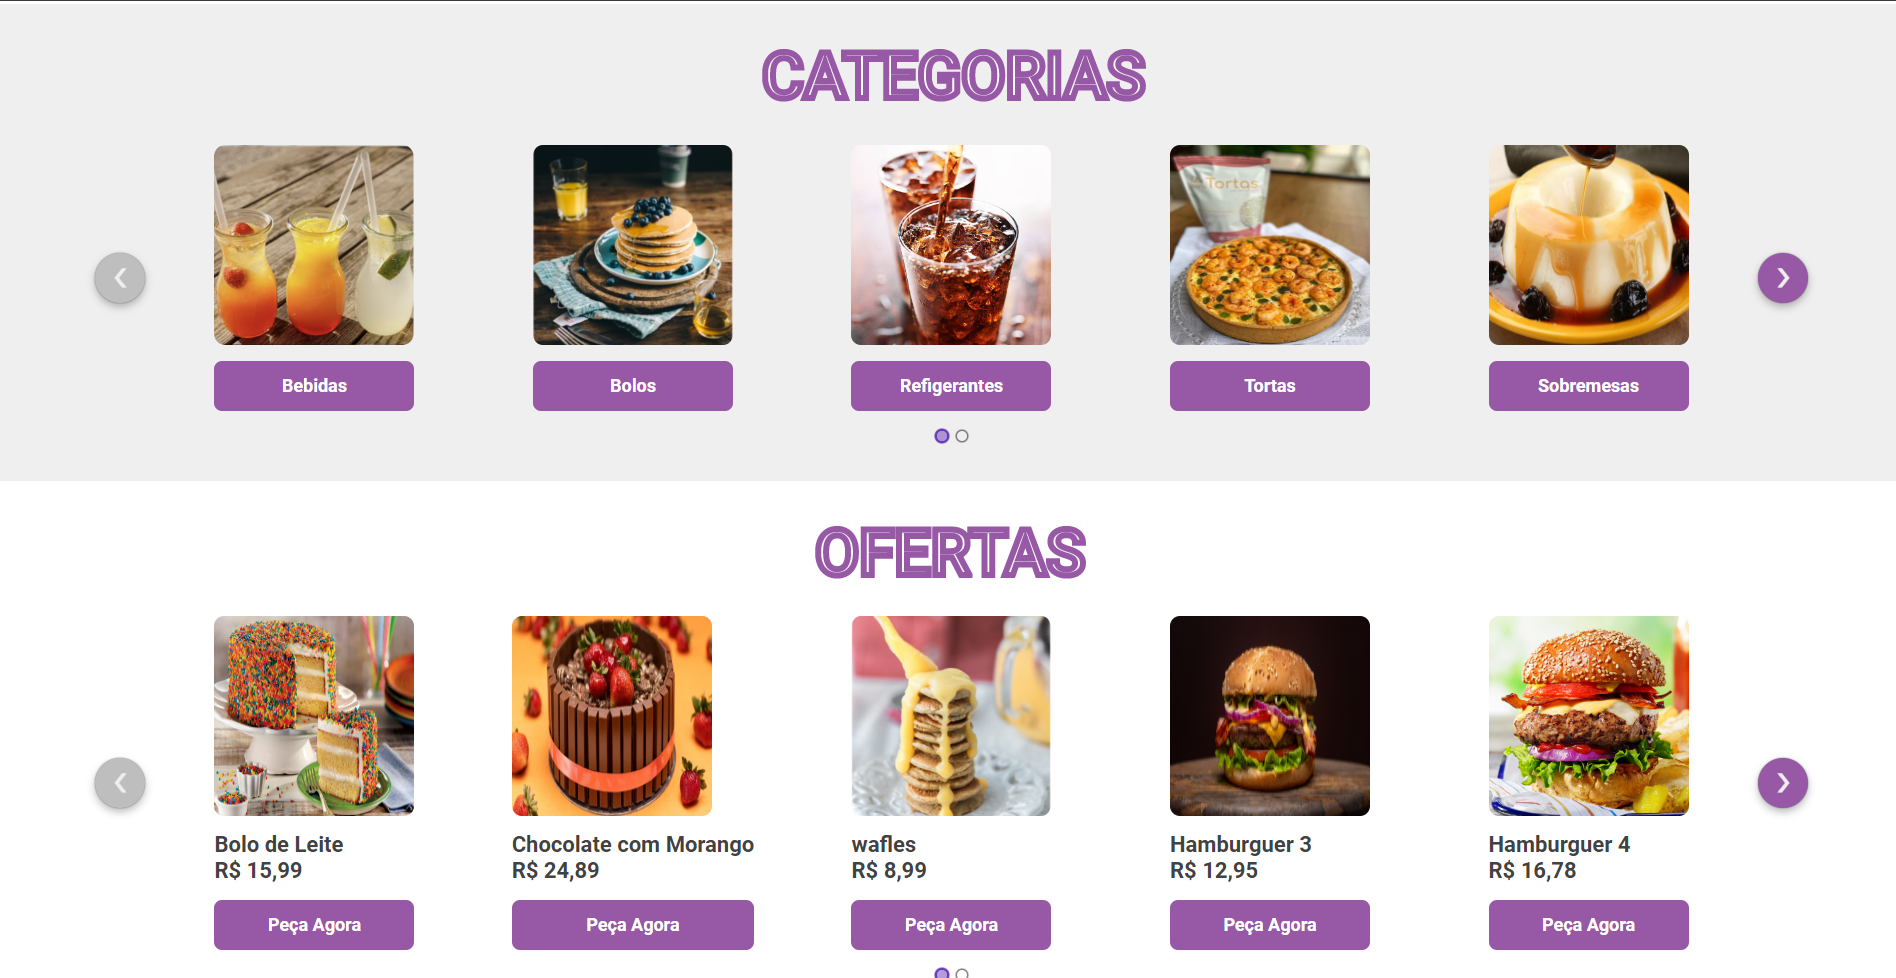 CATEGORIAS
Tortas
Bebidas
Bolos
Refigerantes
Tortas
Sobremesas
OFERTAS
Bolo de Leite
R$ 15,99
Chocolate com Morango
R$ 24,89
wafles
R$ 8,99
Hamburguer 3
R$ 12,95
Hamburguer 4
R$ 16,78
Peça Agora
Peça Agora
Peça Agora
Peça Agora
Peça Agora